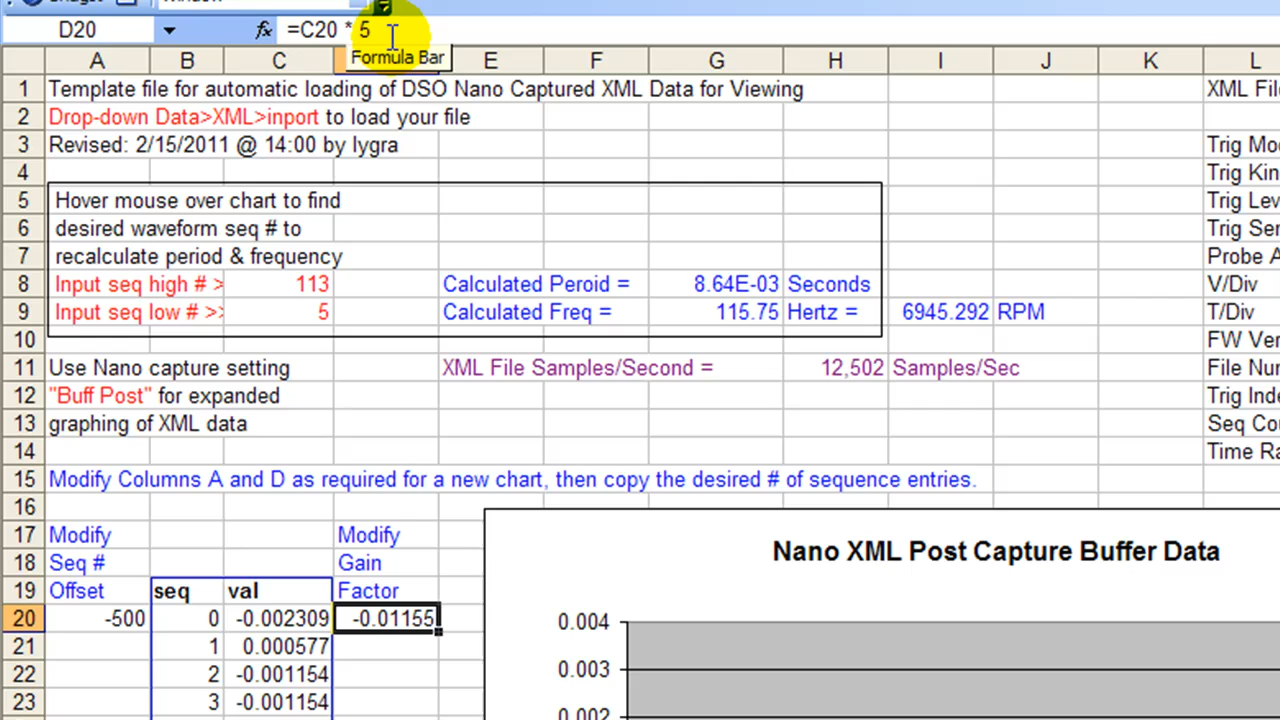 D20 fx =C20 * 5
Formula Bar
A B C E F G H I J K L
1 Template file for automatic loading of DSO Nano Captured XML Data for Viewing XML Fil
2 Drop-down Data>XML>inport to load your file
3 Revised: 2/15/2011 @ 14:00 by lygra Trig Mo
4 Trig Kin
5 Hover mouse over chart to find Trig Lev
6 desired waveform seq # to Trig Ser
7 recalculate period & frequency Probe A
8 Input seq high # > 113 Calculated Peroid = 8.64E-03 Seconds V/Div
9 Input seq low # >> 5 Calculated Freq = 115.75 Hertz = 6945.292 RPM T/Div
10 FW Ver
11 Use Nano capture setting XML File Samples/Second = 12,502 Samples/Sec File Nur
12 "Buff Post" for expanded Trig Inde
13 graphing of XML data Seq Co
14 Time Ra
15 Modify Columns A and D as required for a new chart, then copy the desired # of sequence entries.
16
17 Modify Modify
18 Seq # Gain
19 Offset seq val Factor
20 -500 0 -0.002309 -0.01155
21 1 0.000577
22 2 -0.001154
23 3 -0.001154
Nano XML Post Capture Buffer Data
0.004
0.003
0.002